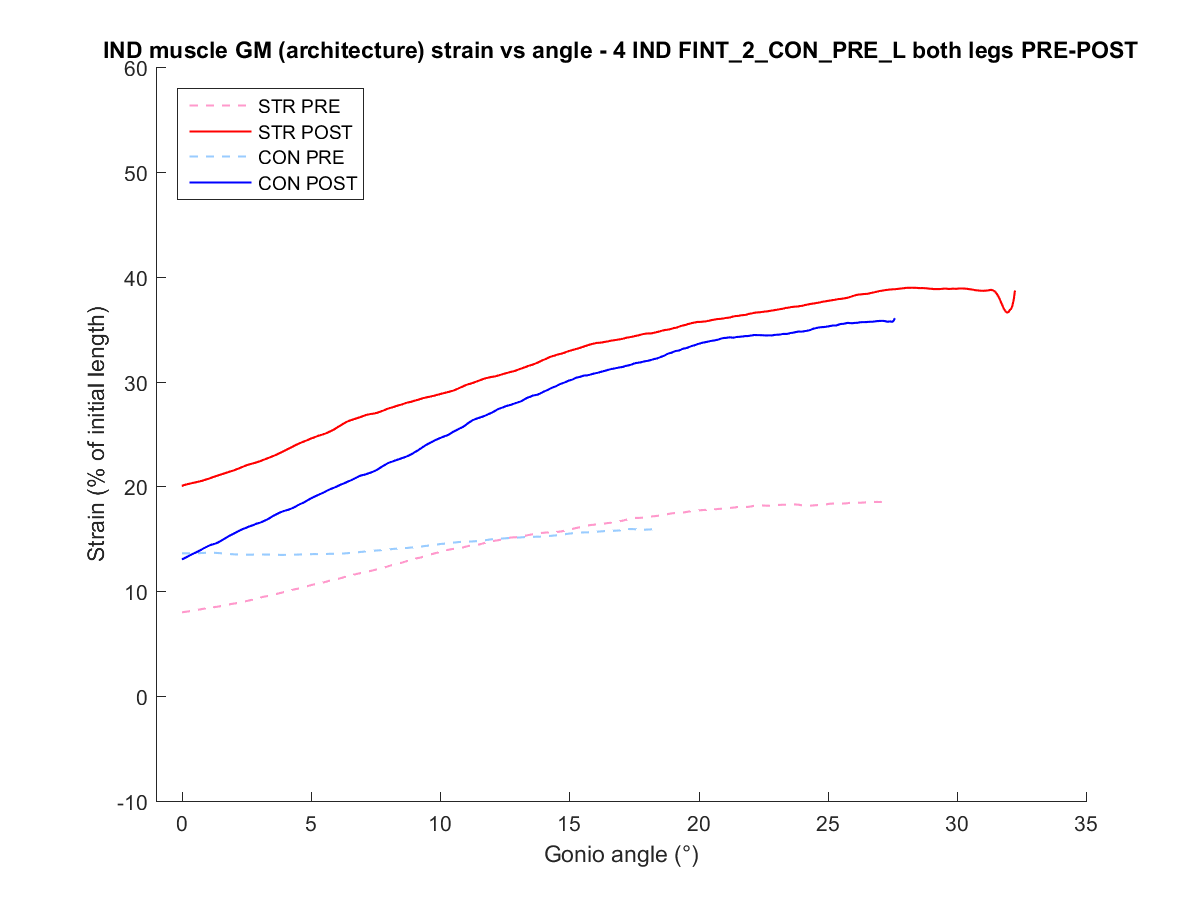 IND muscle GM (architecture) strain vs angle - 4 IND FINT_2_CON_PRE_L both legs PRE-POST
60
50
40
30
20
10
0
-10
Strain (% of initial length)
STR PRE
STR POST
CON PRE
CON POST
0 5 10 15 20 25 30 35
Gonio angle (°)